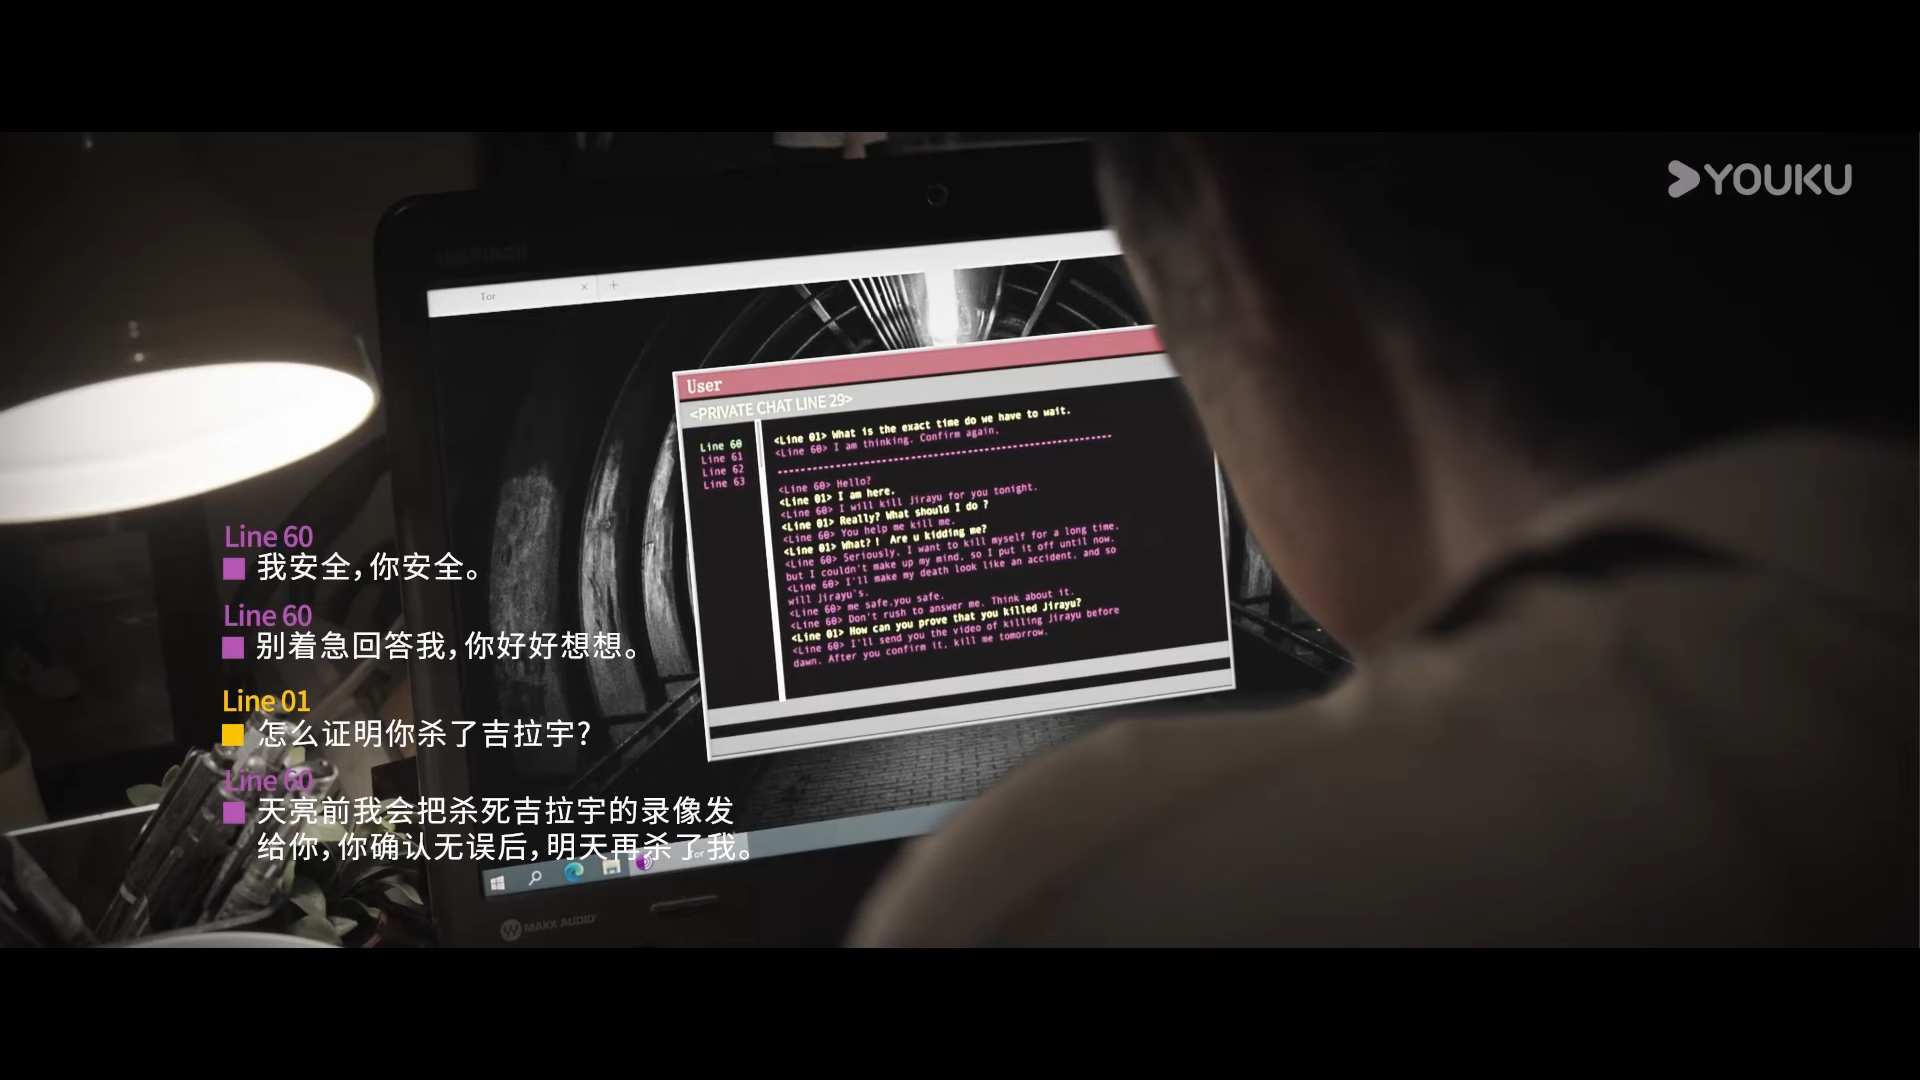 YOUKU
Tor
User
<PRIVATE CHAT LINE 29>
Line 60
Line 61
Line 62
Line 63
<Line 01> What is the exact time do we have to wait.
<Line 60> I am thinking. Confirm again.
<Line 60> Hello?
<Line 01> I am here.
<Line 60> I will kill Jirayu for you tonight.
<Line 01> Really? What should I do ?
<Line 60> You help me kill me.
<Line 01> What?! Are u kidding me?
<Line 60> Seriously, I want to kill myself for a long time,
but I couldn't make up my mind, so I put it off until now.
<Line 60> I'll make my death look like an accident, and so
will Jirayu's.
<Line 60> me safe,you safe.
<Line 60> Don't rush to answer me. Think about it.
<Line 01> How can you prove that you killed Jirayu?
<Line 60> I'll send you the video of killing Jirayu before
dawn. After you confirm it, kill me tomorrow.
Line 60
我安全，你安全。
Line 60
别着急回答我，你好好想想。
Line 01
怎么证明你杀了吉拉宇？
Line 60
天亮前我会把杀死吉拉宇的录像发
给你，你确认无误后，明天再杀了我。
Tor
MAXX AUDIO